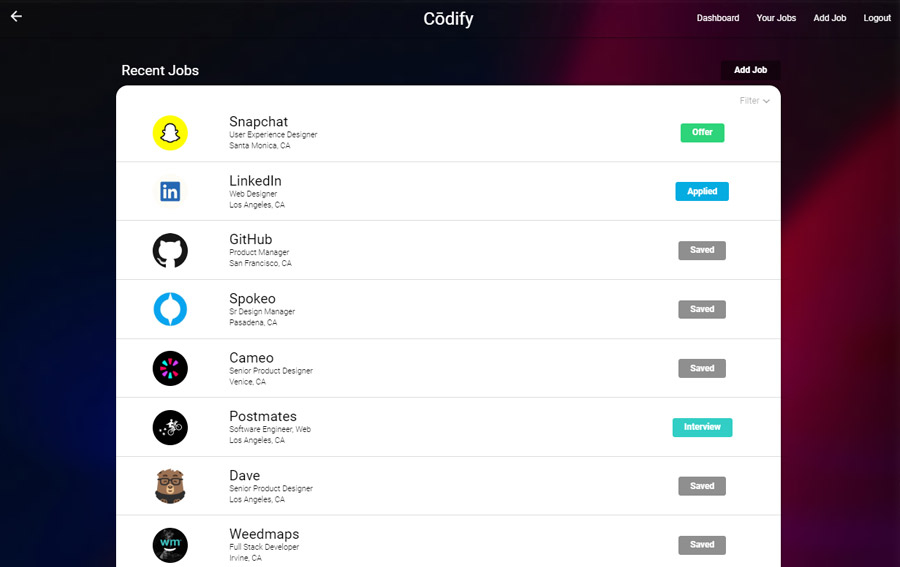 Cōdify
Dashboard Your Jobs Add Job Logout
Recent Jobs
Add Job
Filter
Snapchat
User Experience Designer
Santa Monica, CA
Offer
in
LinkedIn
Web Designer
Los Angeles, CA
Applied
GitHub
Product Manager
San Francisco, CA
Saved
Spokeo
Sr Design Manager
Pasadena, CA
Saved
Cameo
Senior Product Designer
Venice, CA
Saved
Postmates
Software Engineer, Web
Los Angeles, CA
Interview
Dave
Senior Product Designer
Los Angeles, CA
Saved
wm
Weedmaps
Full Stack Developer
Irvine, CA
Saved